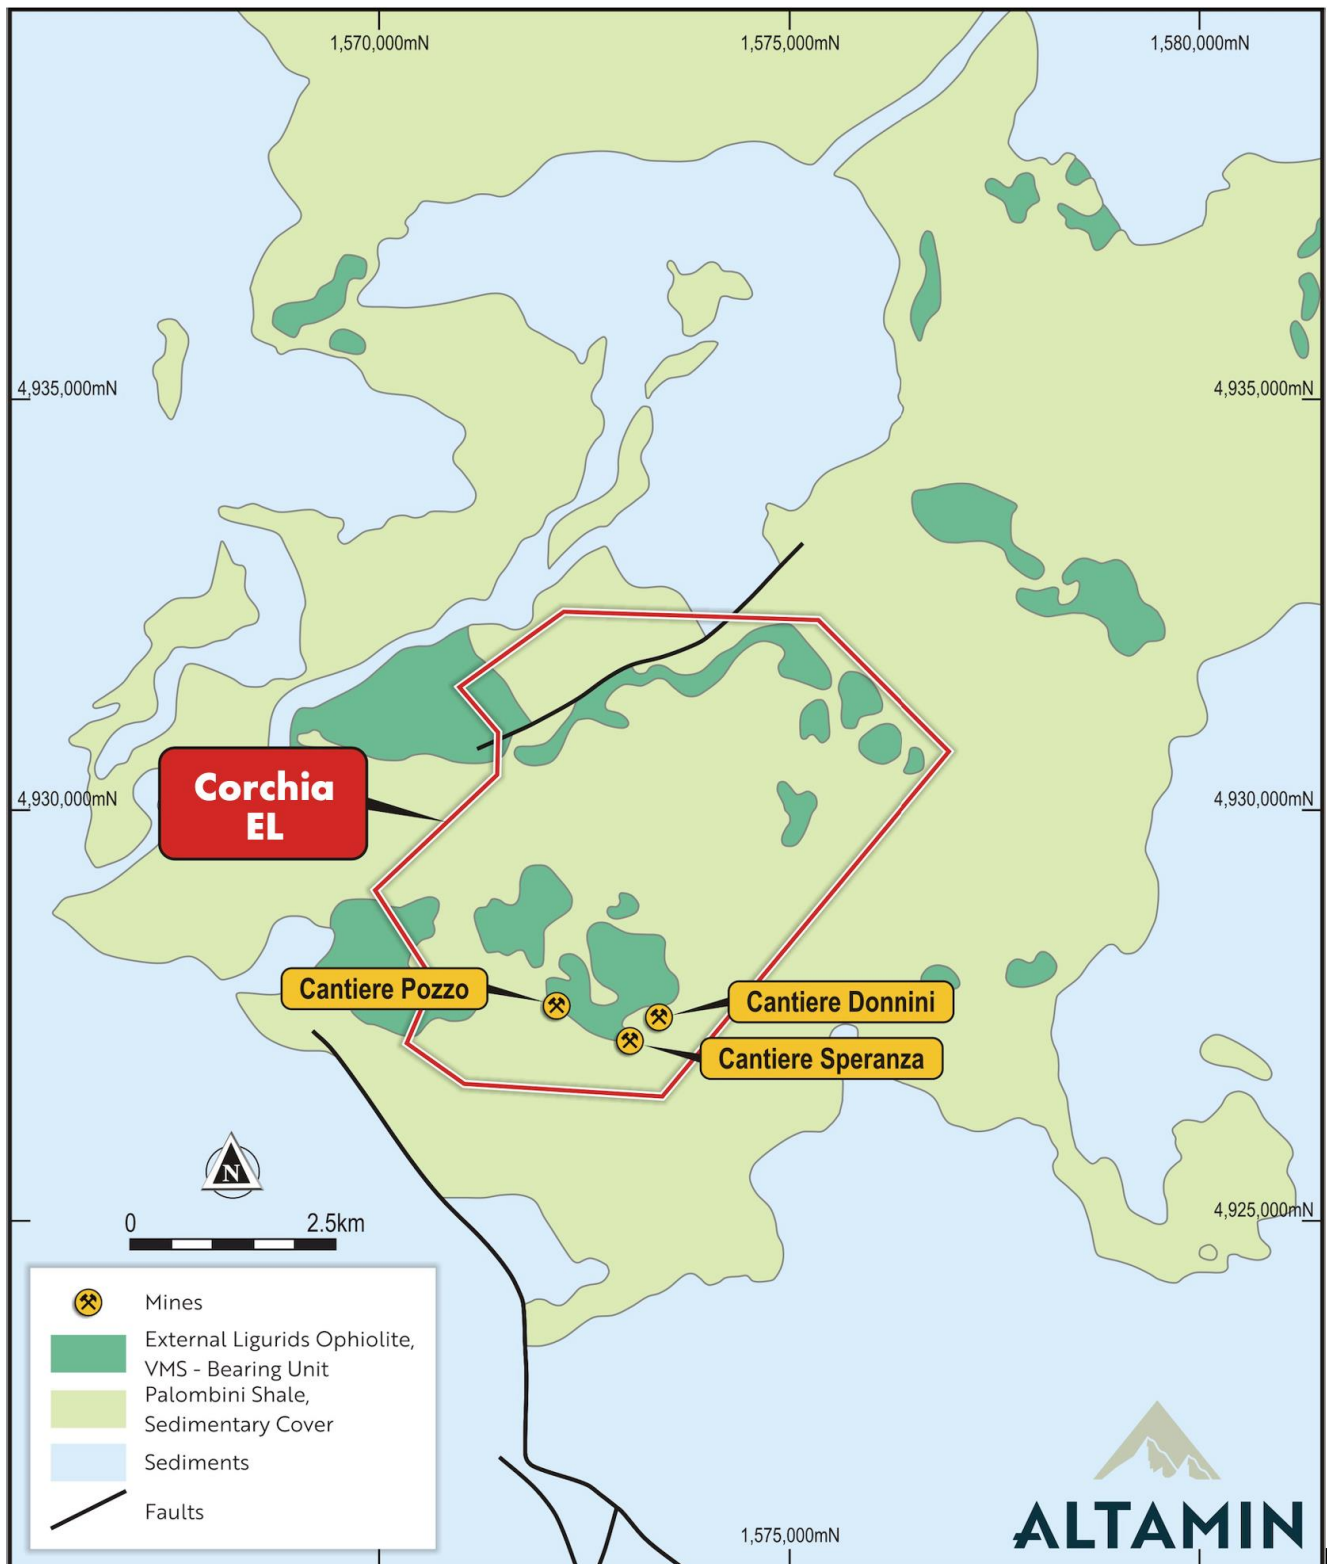 1,570,000mN
1,575,000mN
1,580,000mN
4,935,000mN
4,935,000mN
4,930,000mN
4,930,000mN
Corchia
EL
Cantiere Pozzo
Cantiere Donnini
Cantiere Speranza
N
0
2.5km
4,925,000mN
Mines
External Ligurids Ophiolite,
VMS - Bearing Unit
Palombini Shale,
Sedimentary Cover
Sediments
Faults
1,575,000mN
ALTAMIN